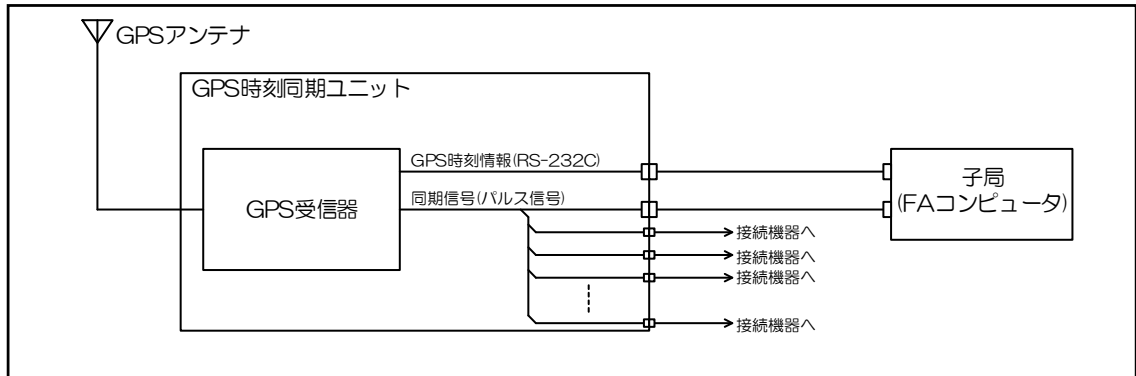 GPSアンテナ
GPS時刻同期ユニット
GPS時刻情報(RS-232C)
GPS受信器
同期信号(パルス信号)
子局
(FAコンピュータ)
接続機器へ
接続機器へ
接続機器へ
接続機器へ